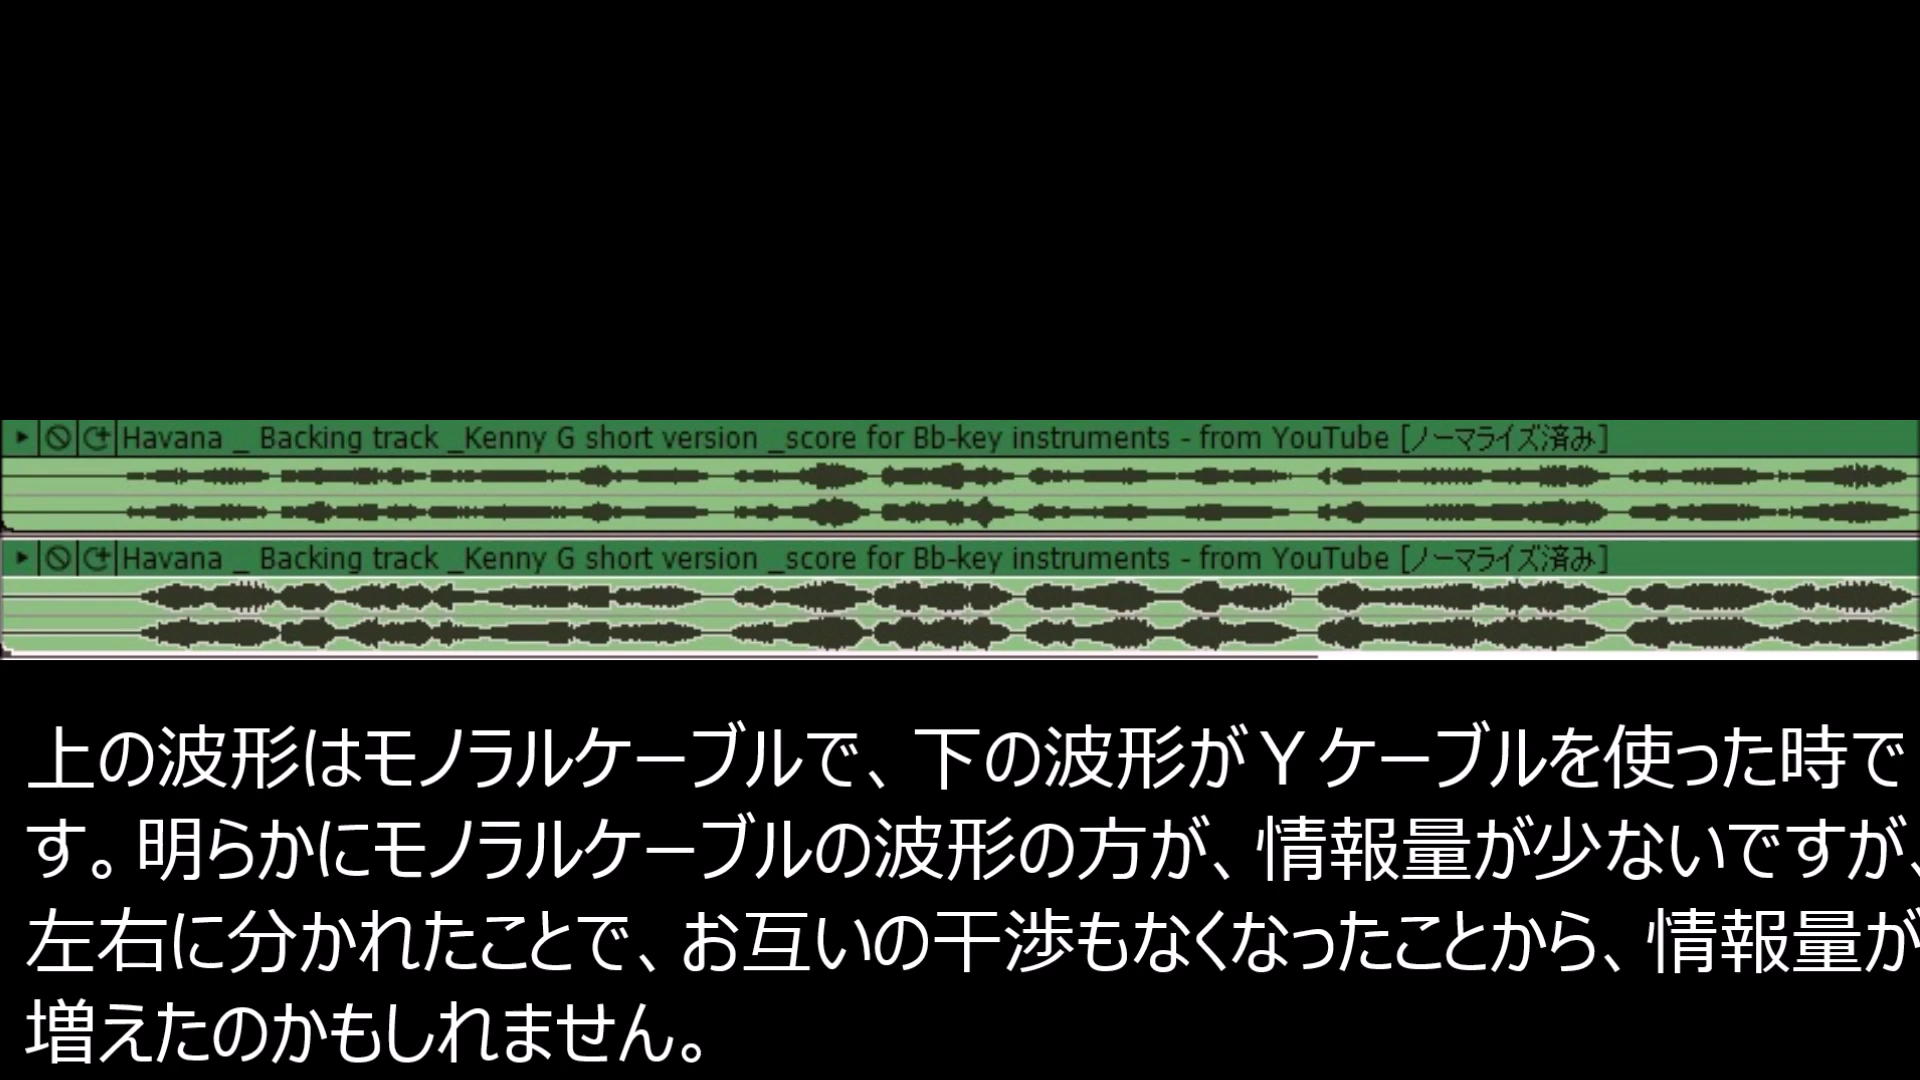 Havana _ Backing track _Kenny G short version _score for Bb-key instruments - from YouTube [ノーマライズ済み]
Havana _ Backing track _Kenny G short version _score for Bb-key instruments - from YouTube [ノーマライズ済み]
上の波形はモノラルケーブルで、下の波形がＹケーブルを使った時で
す。明らかにモノラルケーブルの波形の方が、情報量が少ないですが、
左右に分かれたことで、お互いの干渉もなくなったことから、情報量が
増えたのかもしれません。